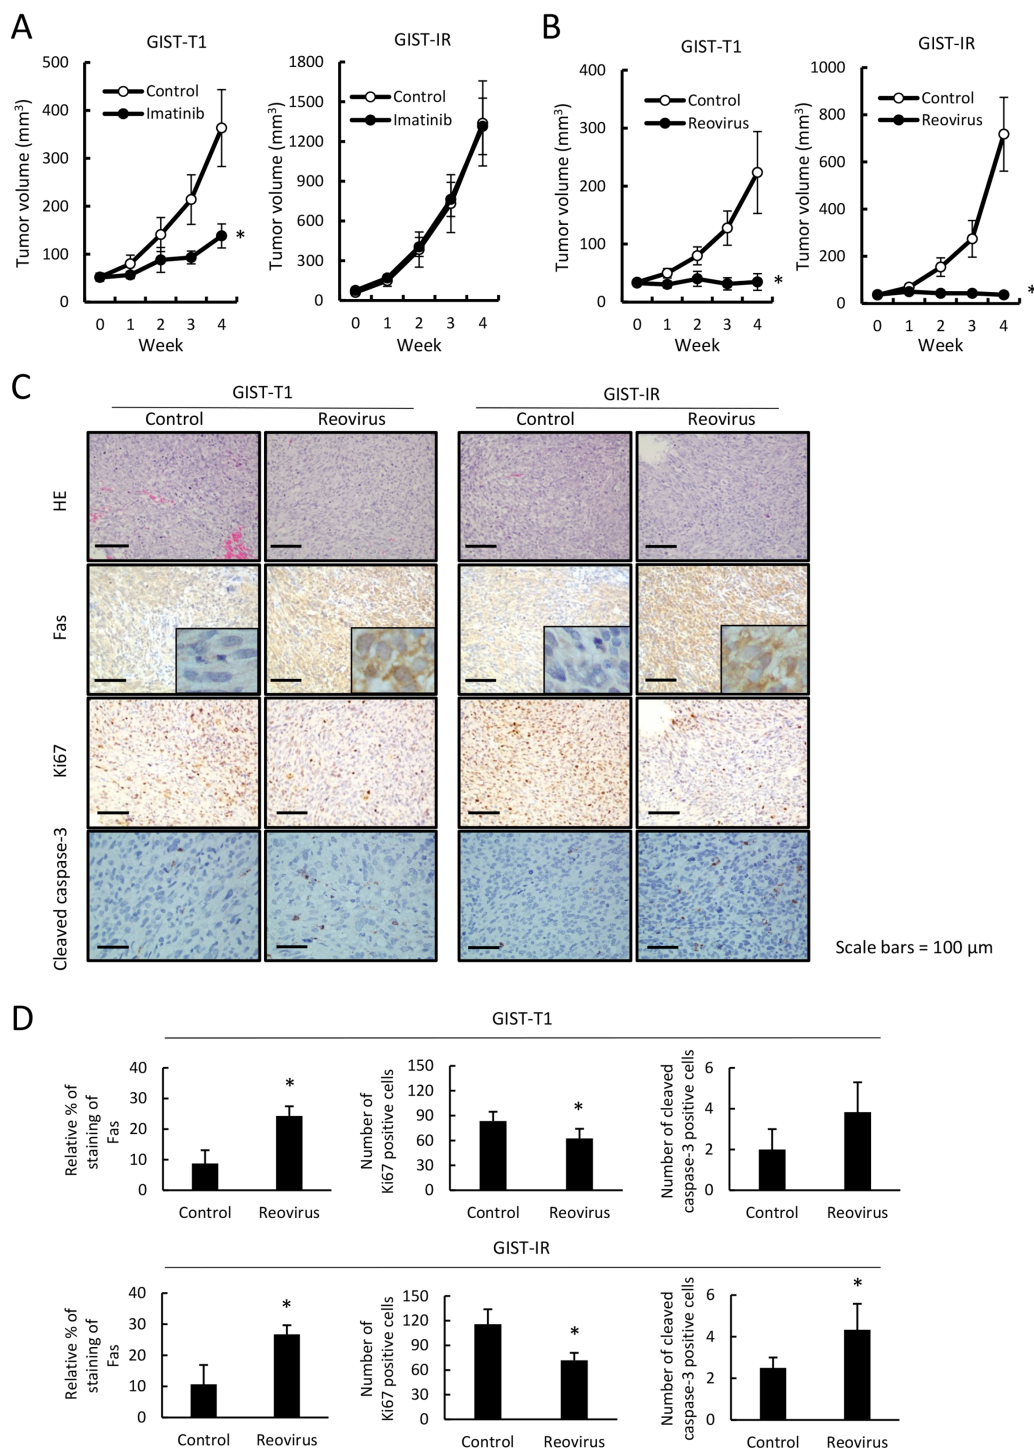 A
GIST-T1
Tumor volume (mm³)
500
400
300
200
100
0
Control
Imatinib
*
0 1 2 3 4
Week
GIST-IR
Tumor volume (mm³)
1800
1500
1200
900
600
300
0
Control
Imatinib
0 1 2 3 4
Week
B
GIST-T1
Tumor volume (mm³)
400
300
200
100
0
Control
Reovirus
*
0 1 2 3 4
Week
GIST-IR
Tumor volume (mm³)
1000
800
600
400
200
0
Control
Reovirus
*
0 1 2 3 4
Week
C
GIST-T1
GIST-IR
Control Reovirus Control Reovirus
HE
Fas
Ki67
Cleaved caspase-3
Scale bars = 100 μm
D
GIST-T1
Relative % of
staining of
Fas
40
30
20
10
0
*
Control Reovirus
Number of
Ki67 positive cells
150
120
90
60
30
0
*
Control Reovirus
Number of cleaved
caspase-3 positive cells
6
4
2
0
Control Reovirus
GIST-IR
Relative % of
staining of
Fas
40
30
20
10
0
*
Control Reovirus
Number of
Ki67 positive cells
150
120
90
60
30
0
*
Control Reovirus
Number of cleaved
caspase-3 positive cells
6
4
2
0
*
Control Reovirus